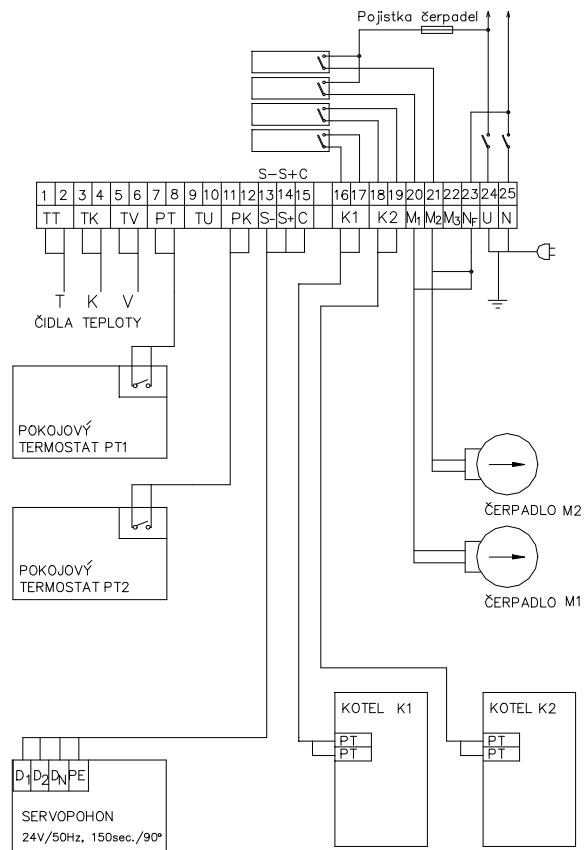 Pojistka čerpadel
S-S+C
1 2 3 4 5 6 7 8 9 10 11 12 13 14 15 16 17 18 19 20 21 22 23 24 25
TT TK TV PT TU PK S- S+ C K1 K2 M1 M2 M3 NF U N
T K V
ČIDLA TEPLOTY
POKOJOVÝ
TERMOSTAT PT1
ČERPADLO M2
POKOJOVÝ
TERMOSTAT PT2
ČERPADLO M1
KOTEL K1
PT
PT
KOTEL K2
PT
PT
D1 D2 DN PE
SERVOPOHON
24V/50Hz, 150sec./90°